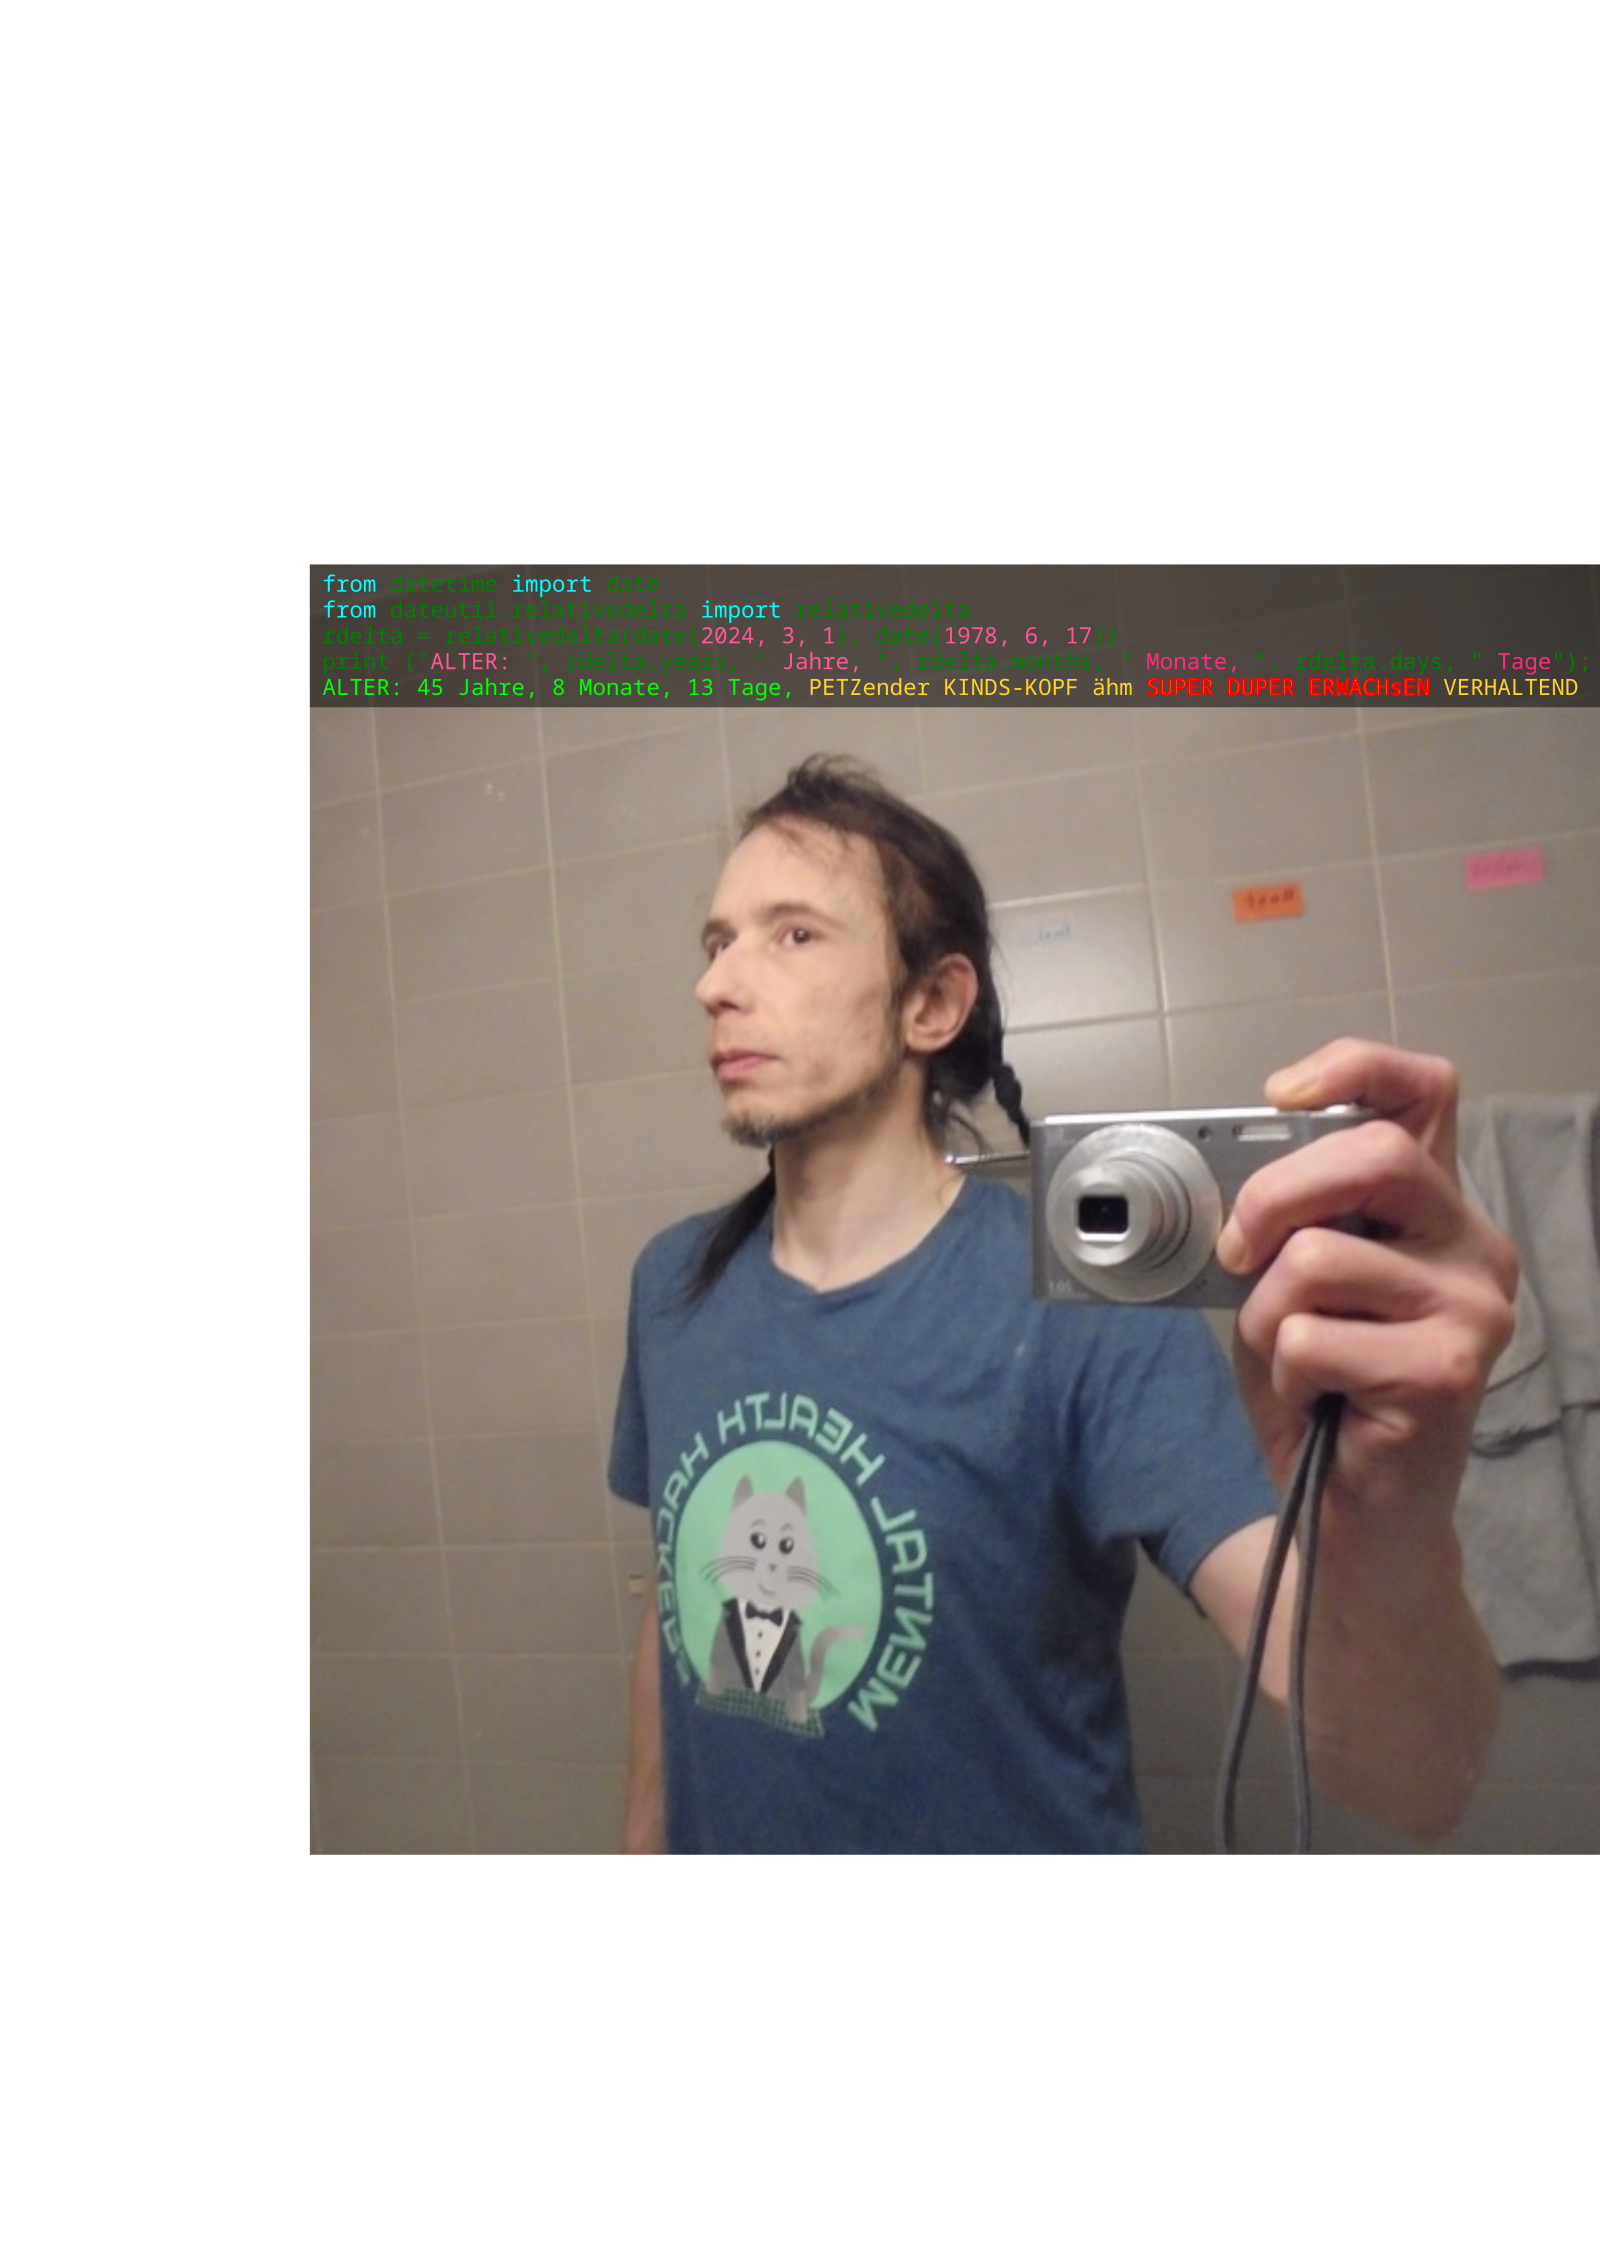 from datetime import date
from dateutil.relativedelta import relativedelta
rdelta = relativedelta(date(2024, 3, 1), date(1978, 6, 17))
print ("ALTER: ", rdelta.years, " Jahre, ", rdelta.months, " Monate, ", rdelta.days, " Tage");
ALTER: 45 Jahre, 8 Monate, 13 Tage, PETZender KINDS-KOPF ähm SUPER DUPER ERWACHsEN VERHALTEND
MENTAL HEALTH HACKERS